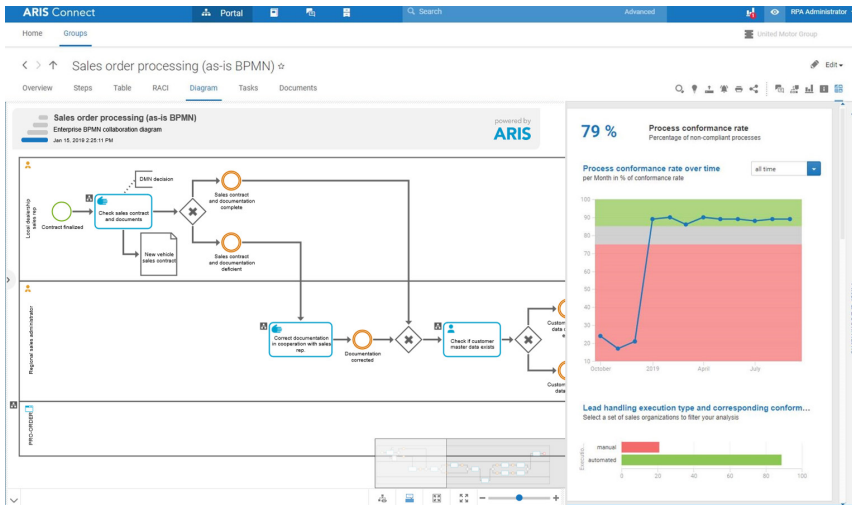 ARIS Connect
Portal
Search
Advanced
RPA Administrator
Home
Groups
United Motor Group
Sales order processing (as-is BPMN)
Edit
Overview
Steps
Table
RACI
Diagram
Tasks
Documents
Sales order processing (as-is BPMN)
Enterprise BPMN collaboration diagram
Jan 15, 2019 2:25:11 PM
powered by
ARIS
Local dealership
sales rep
Contract finalized
Check sales contract
and documents
DMN decision
New vehicle
sales contract
Sales contract
and documentation
complete
Sales contract
and documentation
deficient
Regional sales administrator
Correct documentation
in cooperation with sales
rep.
Documentation
corrected
Check if customer
master data exists
Custom
data
Custom
data
PRO-ORDER
79 %
Process conformance rate
Percentage of non-compliant processes
Process conformance rate over time
per Month in % of conformance rate
all time
100
90
80
70
60
50
40
30
20
10
October
2019
April
July
Lead handling execution type and corresponding conform...
Select a set of sales organizations to filter your analysis
Executio...
manual
automated
0
20
40
60
80
100